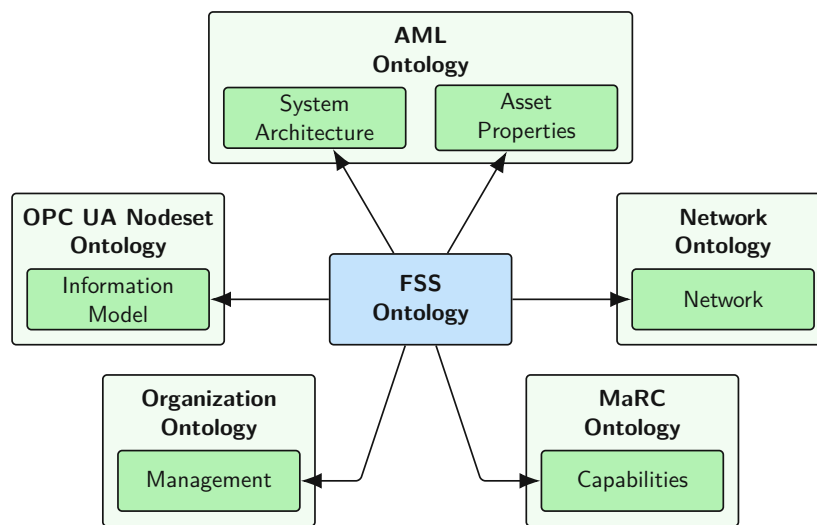 AML
Ontology
System
Architecture
Asset
Properties
OPC UA Nodeset
Ontology
Information
Model
FSS
Ontology
Network
Ontology
Network
Organization
Ontology
Management
MaRC
Ontology
Capabilities